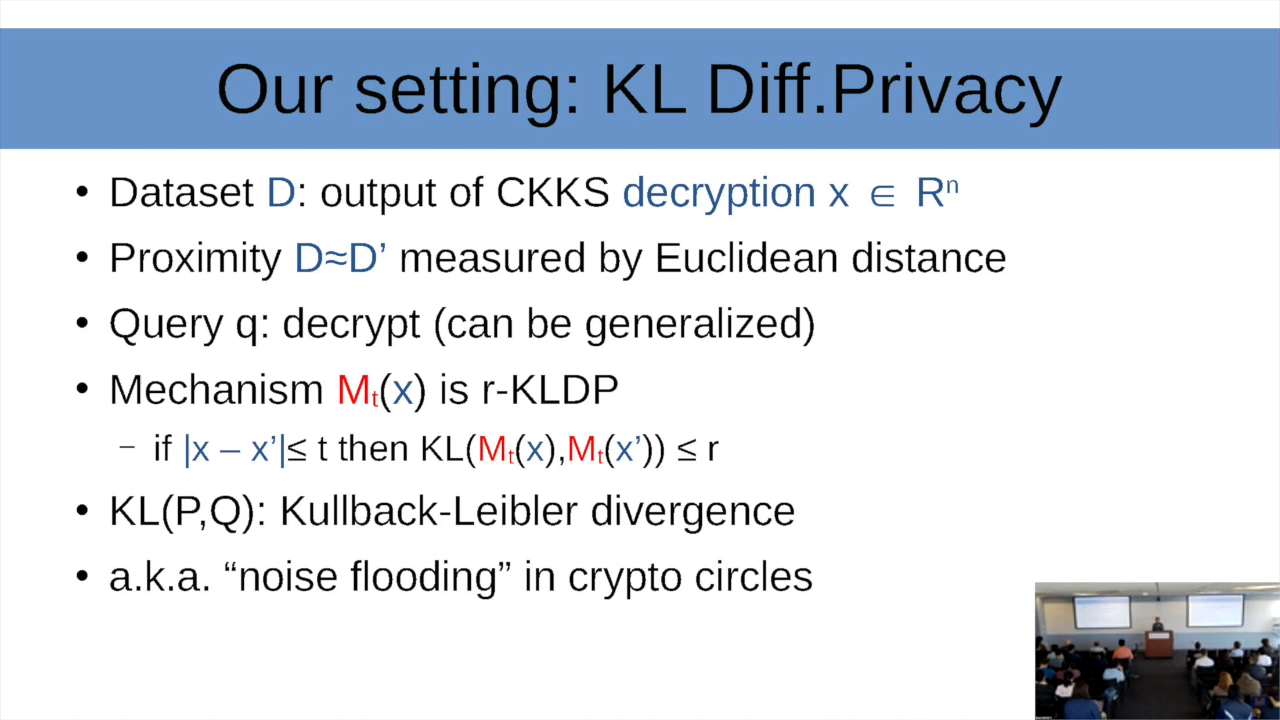 Our setting: KL Diff.Privacy
• Dataset D: output of CKKS decryption x ∈ Rⁿ
• Proximity D≈D’ measured by Euclidean distance
• Query q: decrypt (can be generalized)
• Mechanism Mₜ(x) is r-KLDP
– if |x – x’|≤ t then KL(Mₜ(x),Mₜ(x’)) ≤ r
• KL(P,Q): Kullback-Leibler divergence
• a.k.a. “noise flooding” in crypto circles